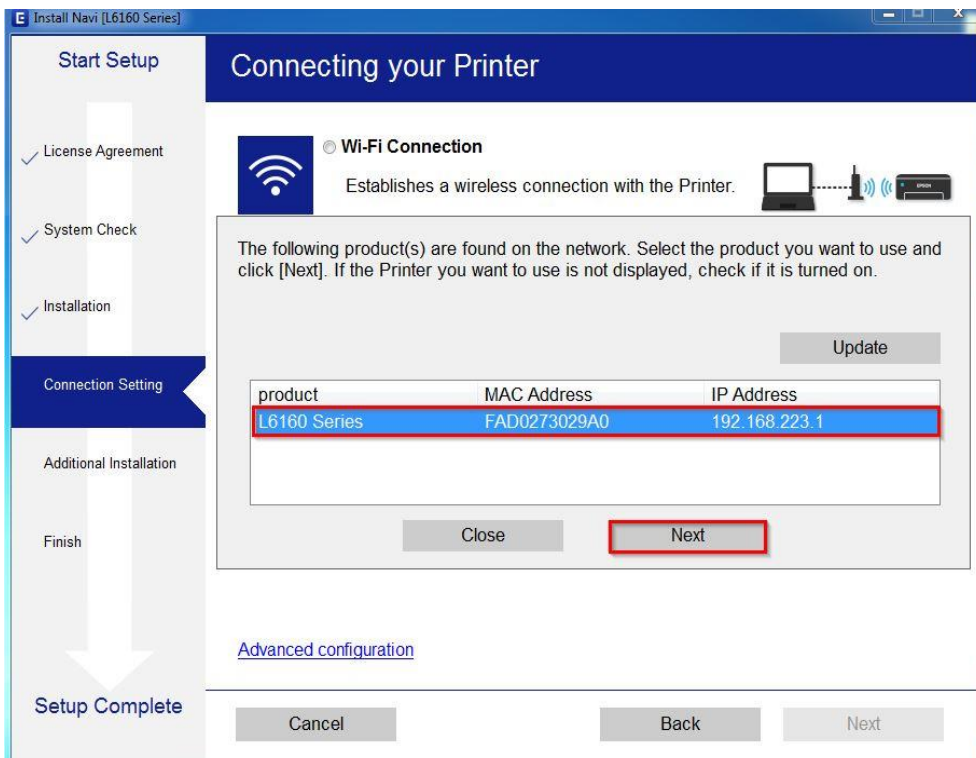 E Install Navi [L6160 Series]
Start Setup
License Agreement
System Check
Installation
Connection Setting
Additional Installation
Finish
Setup Complete
Connecting your Printer
Wi-Fi Connection
Establishes a wireless connection with the Printer.
EPSON
The following product(s) are found on the network. Select the product you want to use and
click [Next]. If the Printer you want to use is not displayed, check if it is turned on.
Update
product MAC Address IP Address
L6160 Series FAD0273029A0 192.168.223.1
Close Next
Advanced configuration
Cancel Back Next